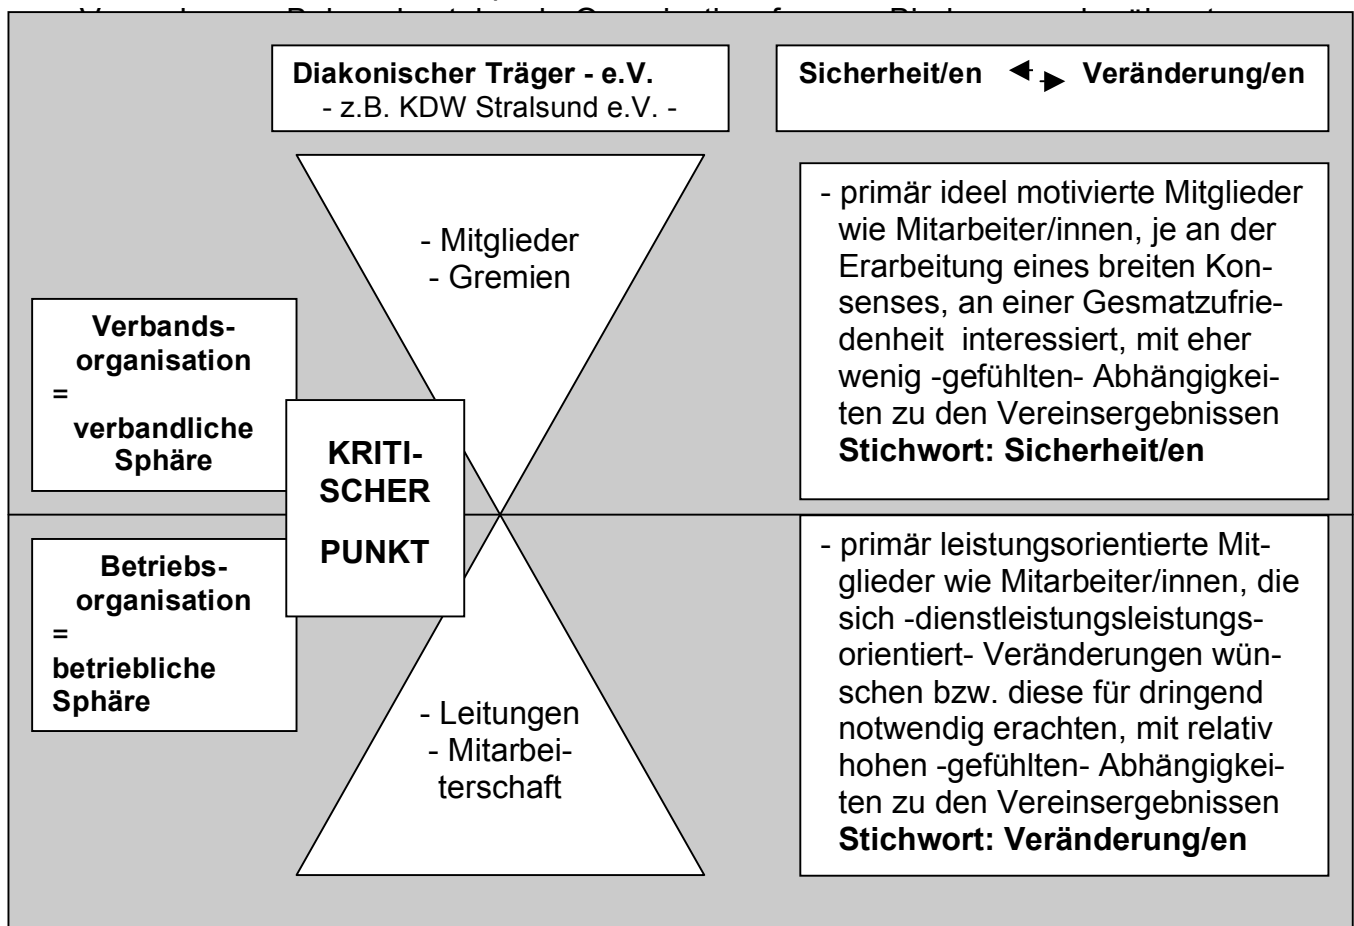 Diakonischer Träger - e.V.
- z.B. KDW Stralsund e.V. -
Sicherheit/en Veränderung/en
- Mitglieder
- Gremien
- primär ideel motivierte Mitglieder
wie Mitarbeiter/innen, je an der
Erarbeitung eines breiten Kon-
senses, an einer Gesmatzufrie-
denheit interessiert, mit eher
wenig -gefühlten- Abhängigkei-
ten zu den Vereinsergebnissen
Stichwort: Sicherheit/en
Verbands-
organisation
=
verbandliche
Sphäre
KRITI-
SCHER
PUNKT
Betriebs-
organisation
=
betriebliche
Sphäre
- Leitungen
- Mitarbei-
terschaft
- primär leistungsorientierte Mit-
glieder wie Mitarbeiter/innen, die
sich -dienstleistungsleistungs-
orientiert- Veränderungen wün-
schen bzw. diese für dringend
notwendig erachten, mit relativ
hohen -gefühlten- Abhängigkei-
ten zu den Vereinsergebnissen
Stichwort: Veränderung/en